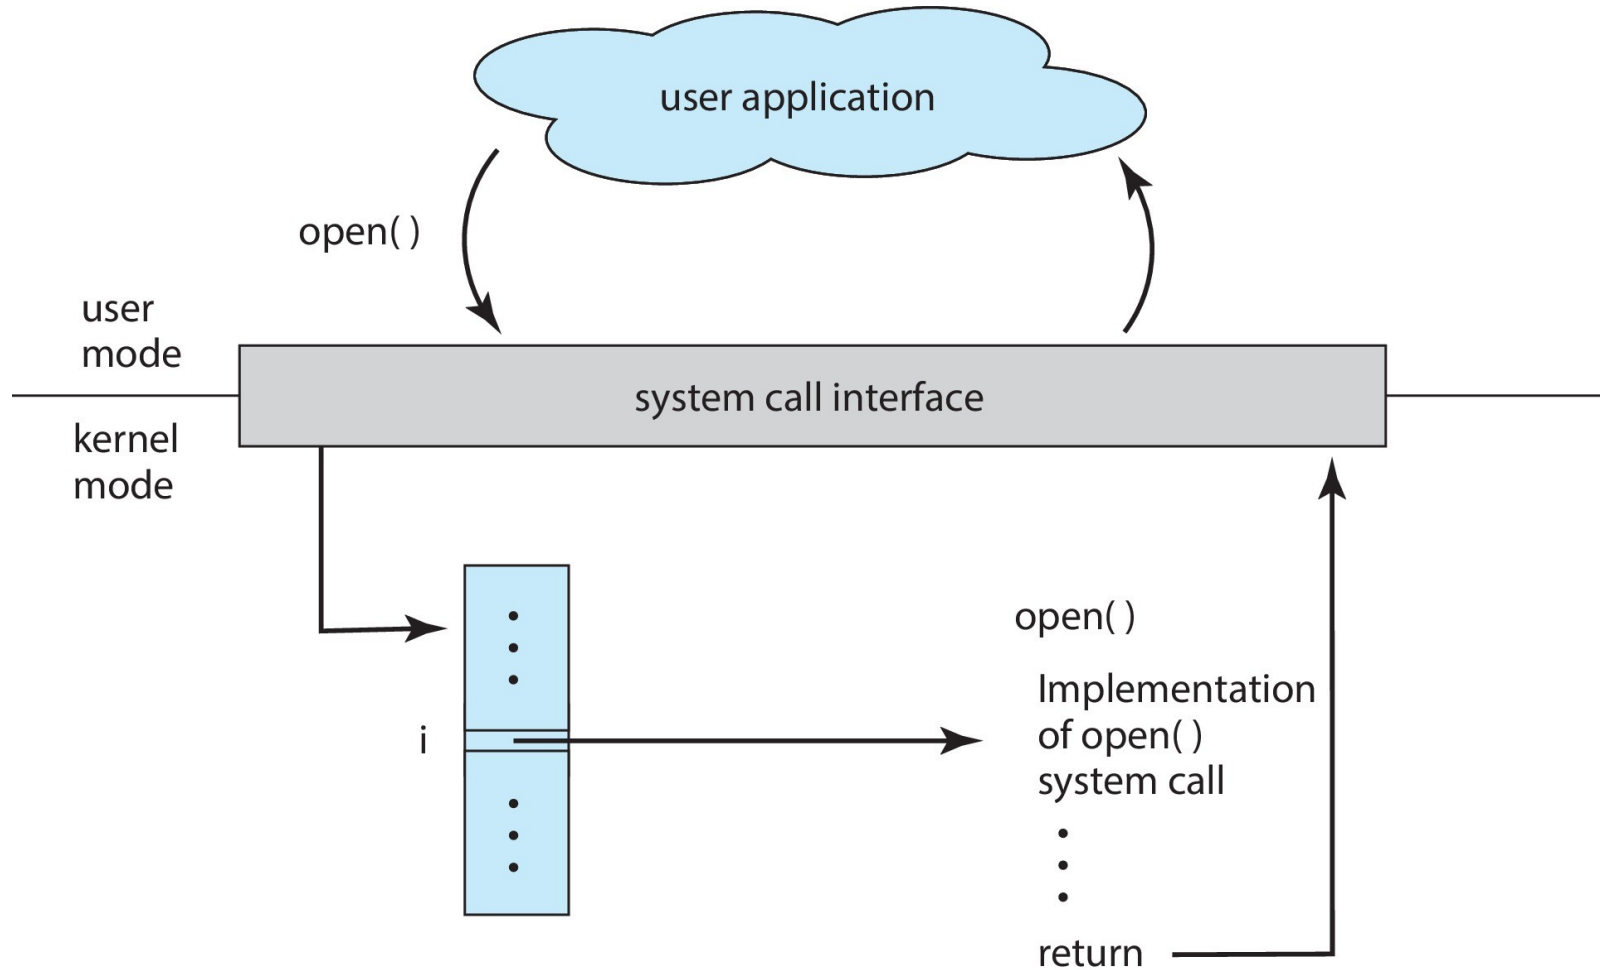 user application
open( )
user
mode
system call interface
kernel
mode
open( )
Implementation
of open( )
system call
i
return